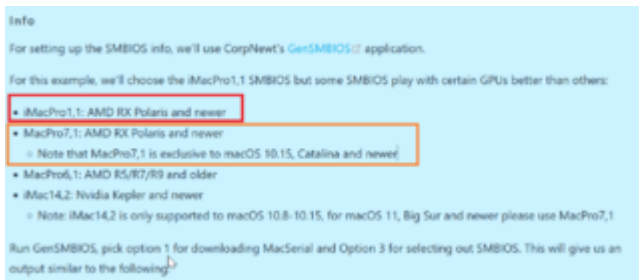 Info
For setting up the SMBIOS info, we'll use CorpNewt's GenSMBIOS application.
For this example, we'll choose the iMacPro1,1 SMBIOS but some SMBIOS play with certain GPUs better than others:
• iMacPro1,1: AMD RX Polaris and newer
• MacPro7,1: AMD RX Polaris and newer
○ Note that MacPro7,1 is exclusive to macOS 10.15, Catalina and newer
• MacPro6,1: AMD R5/R7/R9 and older
• iMac14,2: Nvidia Kepler and newer
○ Note: iMac14,2 is only supported to macOS 10.8-10.15, for macOS 11, Big Sur and newer please use MacPro7,1
Run GenSMBIOS, pick option 1 for downloading MacSerial and Option 3 for selecting out SMBIOS. This will give us an
output similar to the following: